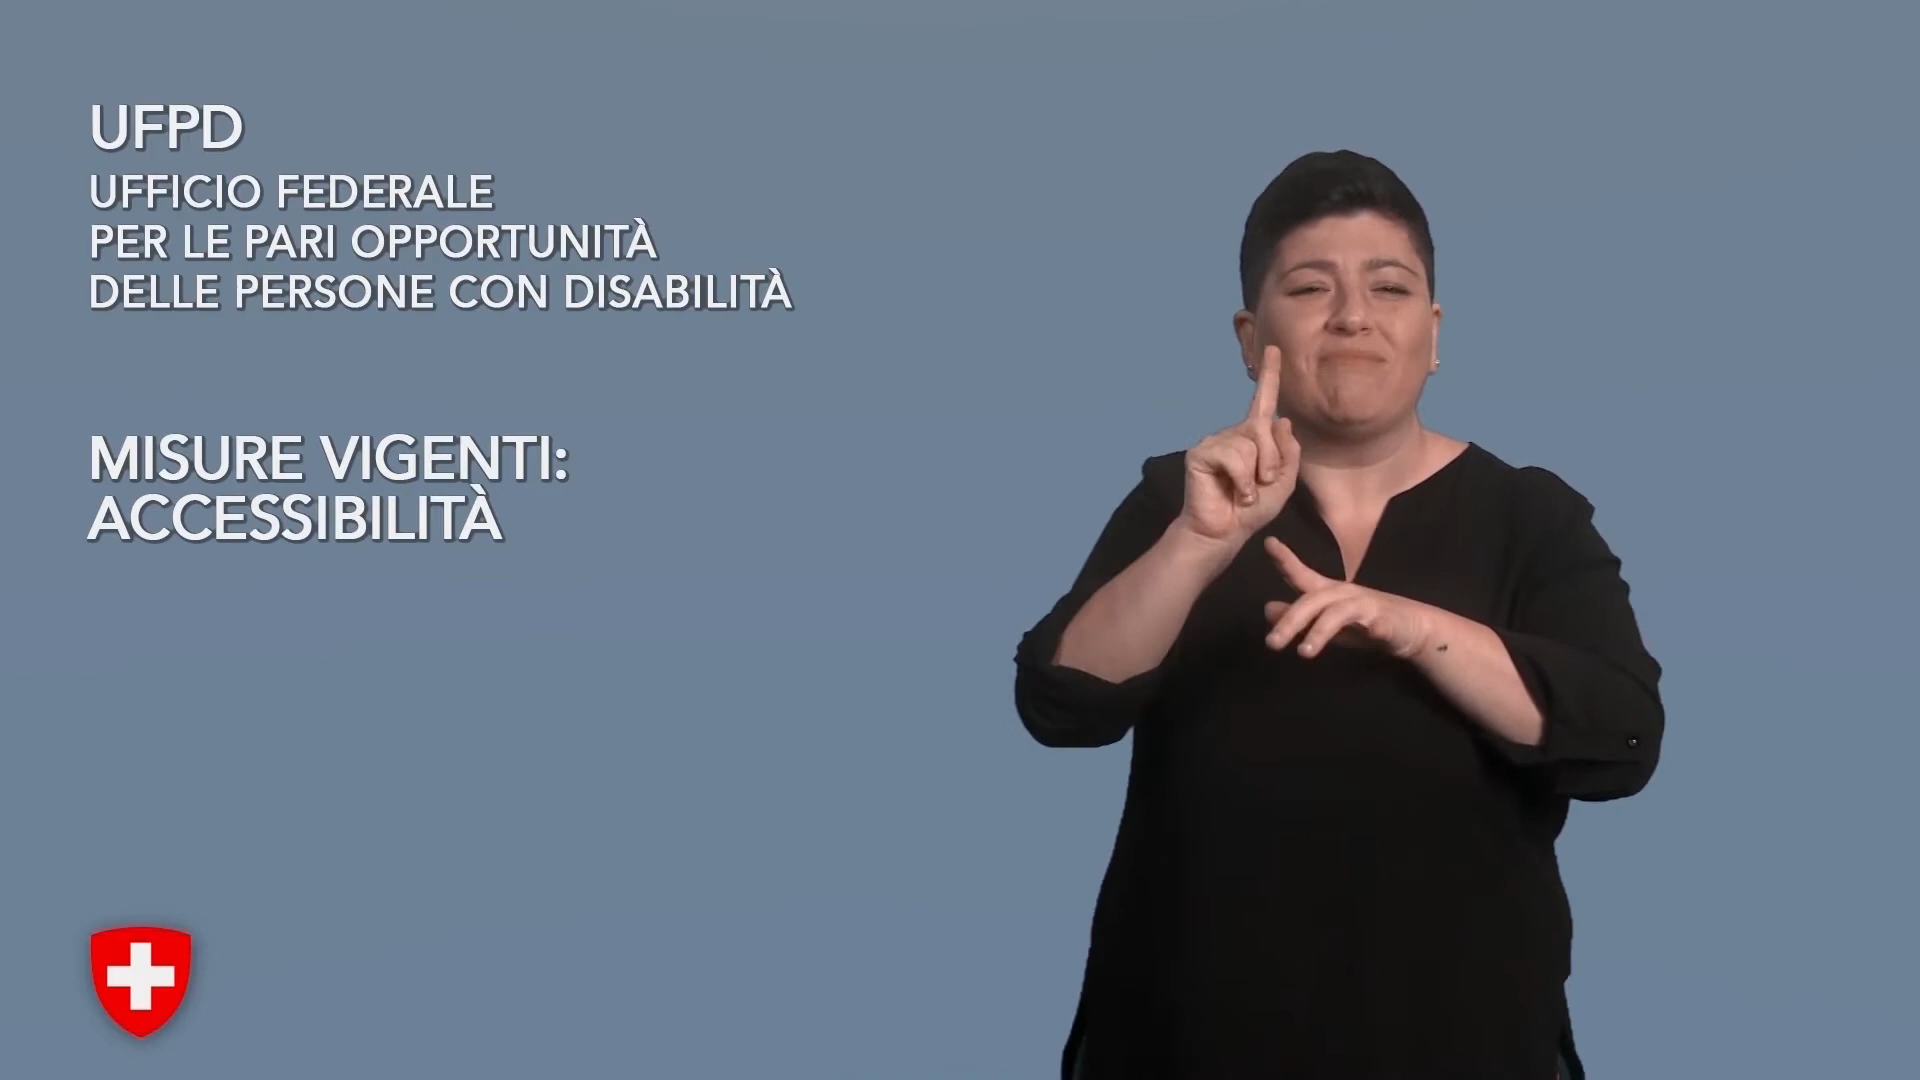 UFPD
UFFICIO FEDERALE
PER LE PARI OPPORTUNITÀ
DELLE PERSONE CON DISABILITÀ
MISURE VIGENTI:
ACCESSIBILITÀ